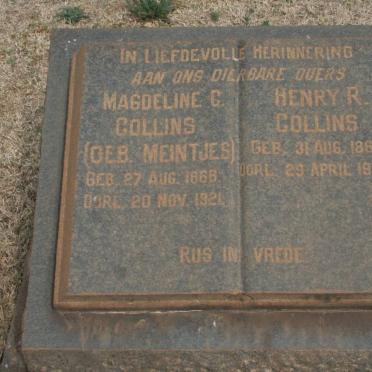 In Liefdevolle Herinnering
aan ons dierbare ouers
Magdeline C.
Collins
(Geb. Meintjes)
Geb. 27 Aug. 1868
Oorl. 20 Nov. 1921
Henry R.
Collins
Geb. 31 Aug.
Oorl. 29 April
Rus in Vrede